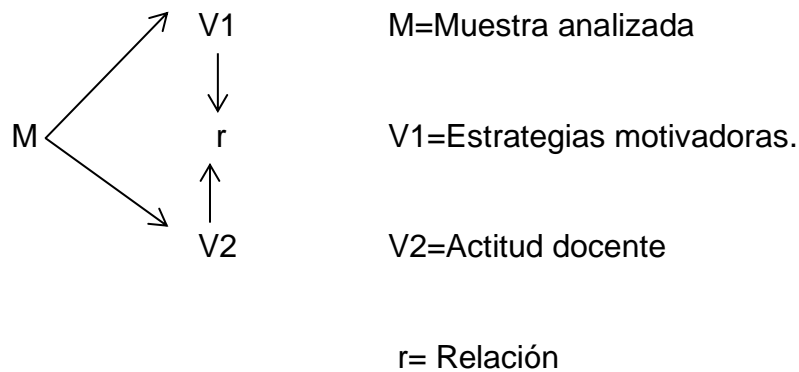 V1 M=Muestra analizada
M r V1=Estrategias motivadoras.
V2 V2=Actitud docente
r= Relación